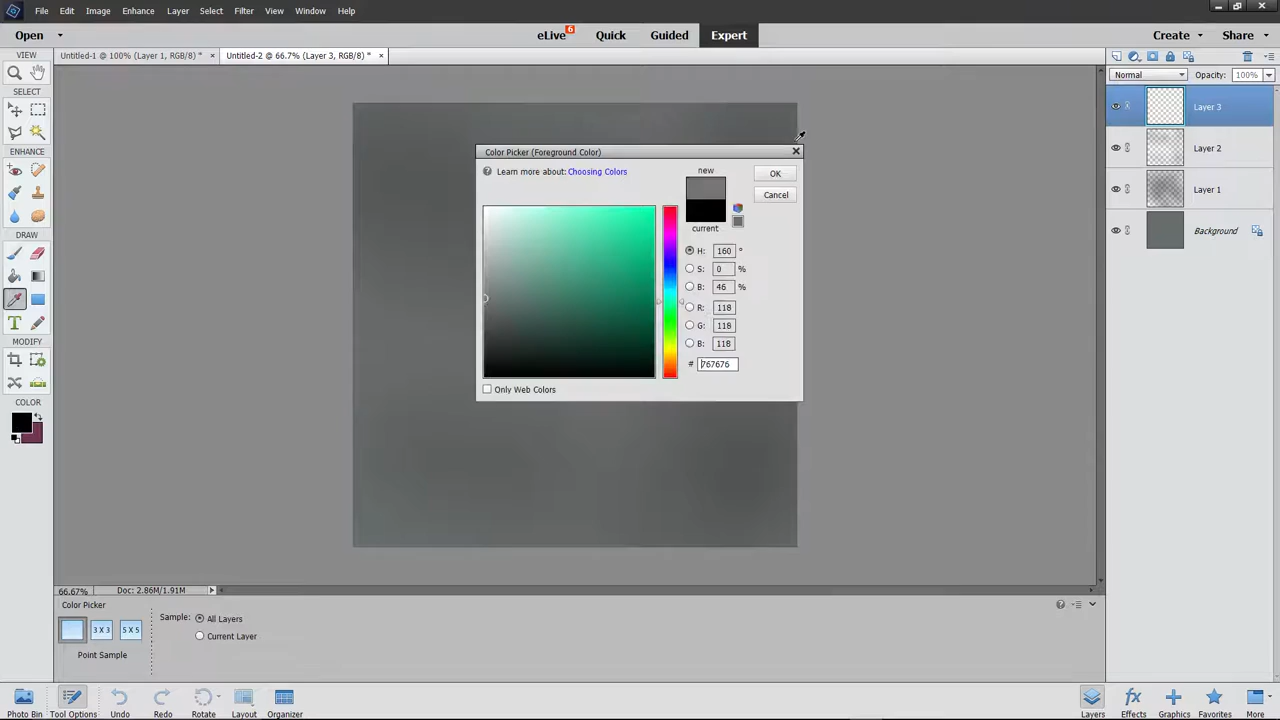 File Edit Image Enhance Layer Select Filter View Window Help
Open eLive 6 Quick Guided Expert Create Share
VIEW Untitled-1 @ 100% (Layer 1, RGB/8) * × Untitled-2 @ 66.7% (Layer 3, RGB/8) * ×
Normal Opacity: 100%
SELECT
Layer 3
ENHANCE
Layer 2
Layer 1
Background
DRAW
T
MODIFY
COLOR
Color Picker (Foreground Color)
Learn more about: Choosing Colors
new
OK
Cancel
current
H: 160 °
S: 0 %
B: 46 %
R: 118
G: 118
B: 118
# 767676
Only Web Colors
66.67% Doc: 2.86M/1.91M
Color Picker
Sample: All Layers
Current Layer
3 X 3 5 X 5
Point Sample
Photo Bin Tool Options Undo Redo Rotate Layout Organizer Layers Effects Graphics Favorites More